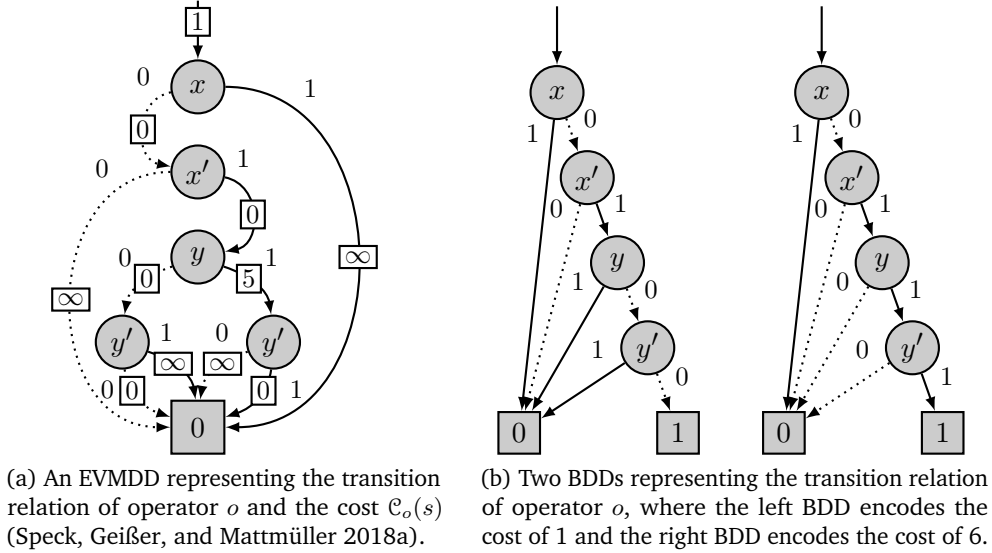 1
0
x
1
0
0
x′
1
0
0
y
1
0
5
∞
∞
y′
1
0
y′
∞
∞
0
0
0
1
0
x
1
0
x′
0
1
y
1
0
y′
1
0
0
1
x
1
0
x′
0
1
y
0
1
y′
0
1
0
1
(a) An EVMDD representing the transition
relation of operator o and the cost 𝒞ₒ(s)
(Speck, Geißer, and Mattmüller 2018a).
(b) Two BDDs representing the transition relation
of operator o, where the left BDD encodes the
cost of 1 and the right BDD encodes the cost of 6.